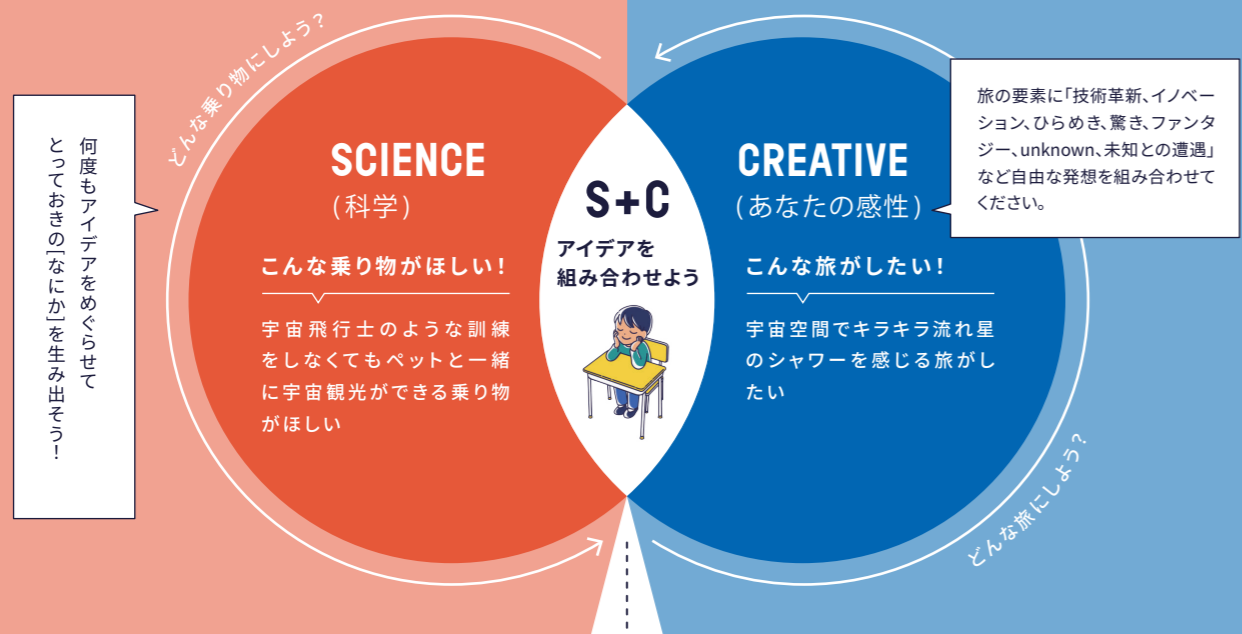 どんな乗り物にしよう？
何度もアイデアをめぐらせて
とっておきの[なにか]を生み出そう！
SCIENCE
（科学）
こんな乗り物がほしい！
宇宙飛行士のような訓練
をしなくてもペットと一緒
に宇宙観光ができる乗り物
がほしい
S+C
アイデアを
組み合わせよう
CREATIVE
（あなたの感性）
こんな旅がしたい！
宇宙空間でキラキラ流れ星
のシャワーを感じる旅がし
たい
旅の要素に「技術革新、イノベー
ション、ひらめき、驚き、ファンタ
ジー、unknown、未知との遭遇」
など自由な発想を組み合わせて
ください。
どんな旅にしよう？